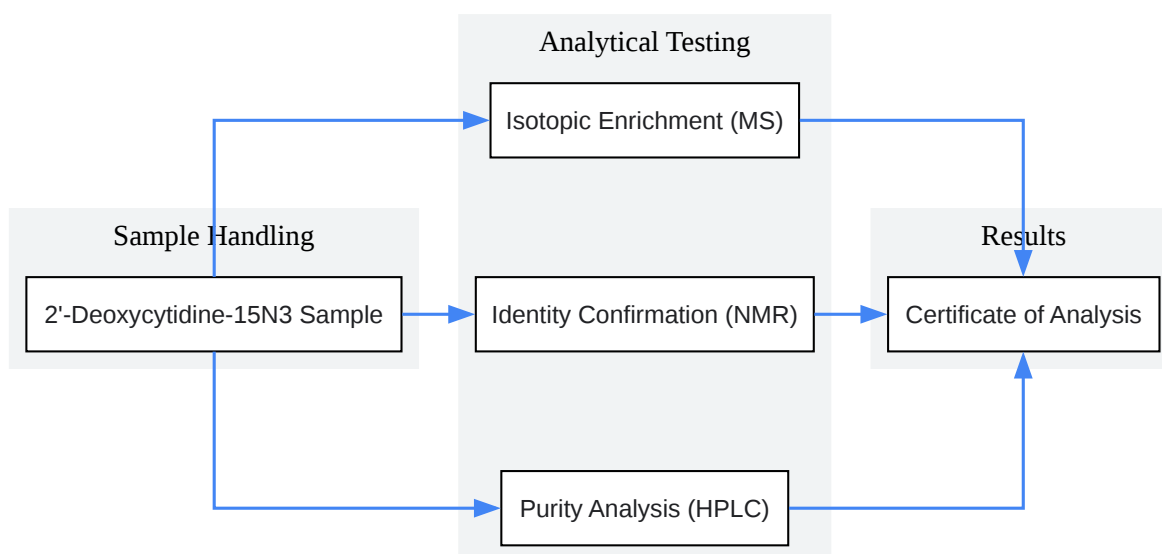 Analytical Testing
Isotopic Enrichment (MS)
Sample Handling
Results
2'-Deoxycytidine-15N3 Sample
Identity Confirmation (NMR)
Certificate of Analysis
Purity Analysis (HPLC)